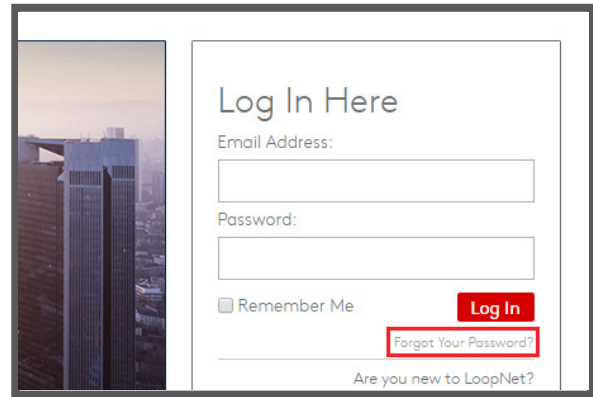 Log In Here
Email Address:
Password:
Remember Me
Log In
Forgot Your Password?
Are you new to LoopNet?